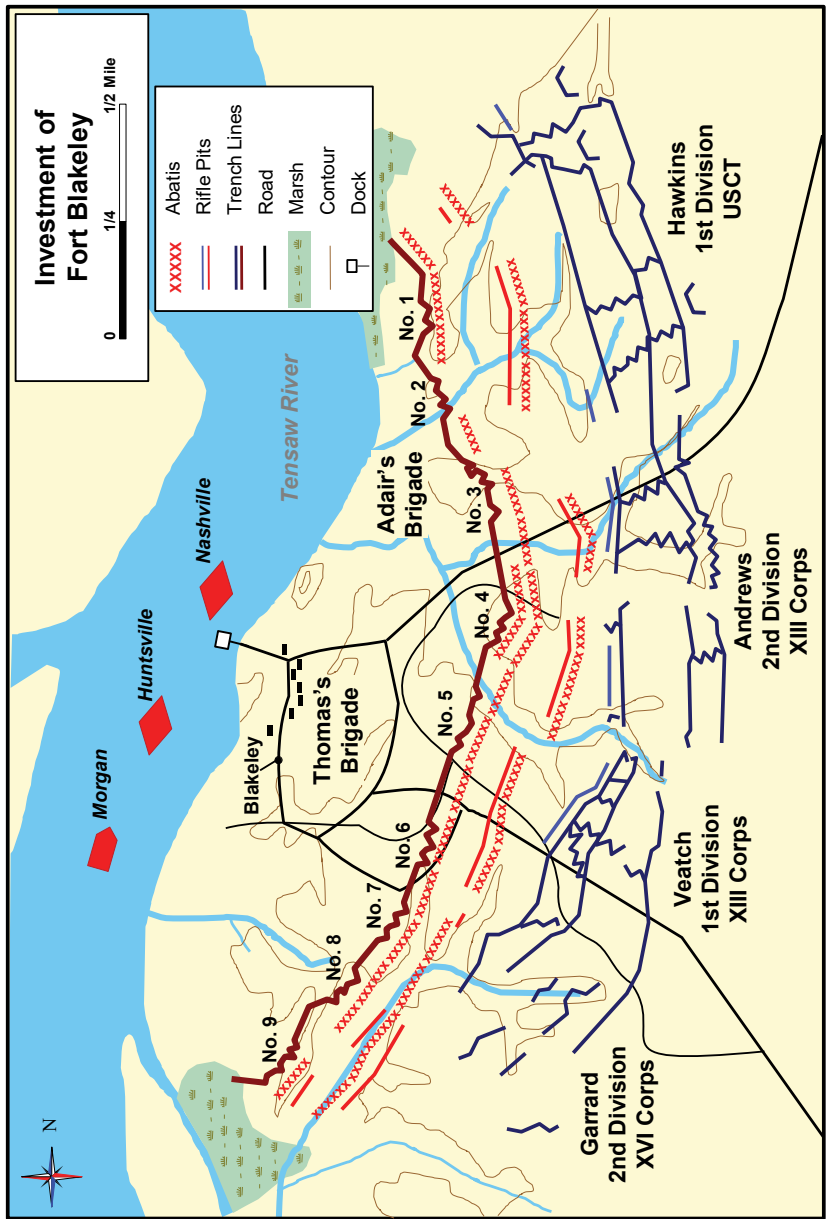 Investment of
Fort Blakeley
0
1/4
1/2 Mile
xxxxx Abatis
Rifle Pits
Trench Lines
Road
Marsh
Contour
Dock
N
Tensaw River
Morgan
Huntsville
Nashville
Blakeley
Thomas's
Brigade
Adair's
Brigade
No. 9
No. 8
No. 7
No. 6
No. 5
No. 4
No. 3
No. 2
No. 1
Garrard
2nd Division
XVI Corps
Veatch
1st Division
XIII Corps
Andrews
2nd Division
XIII Corps
Hawkins
1st Division
USCT